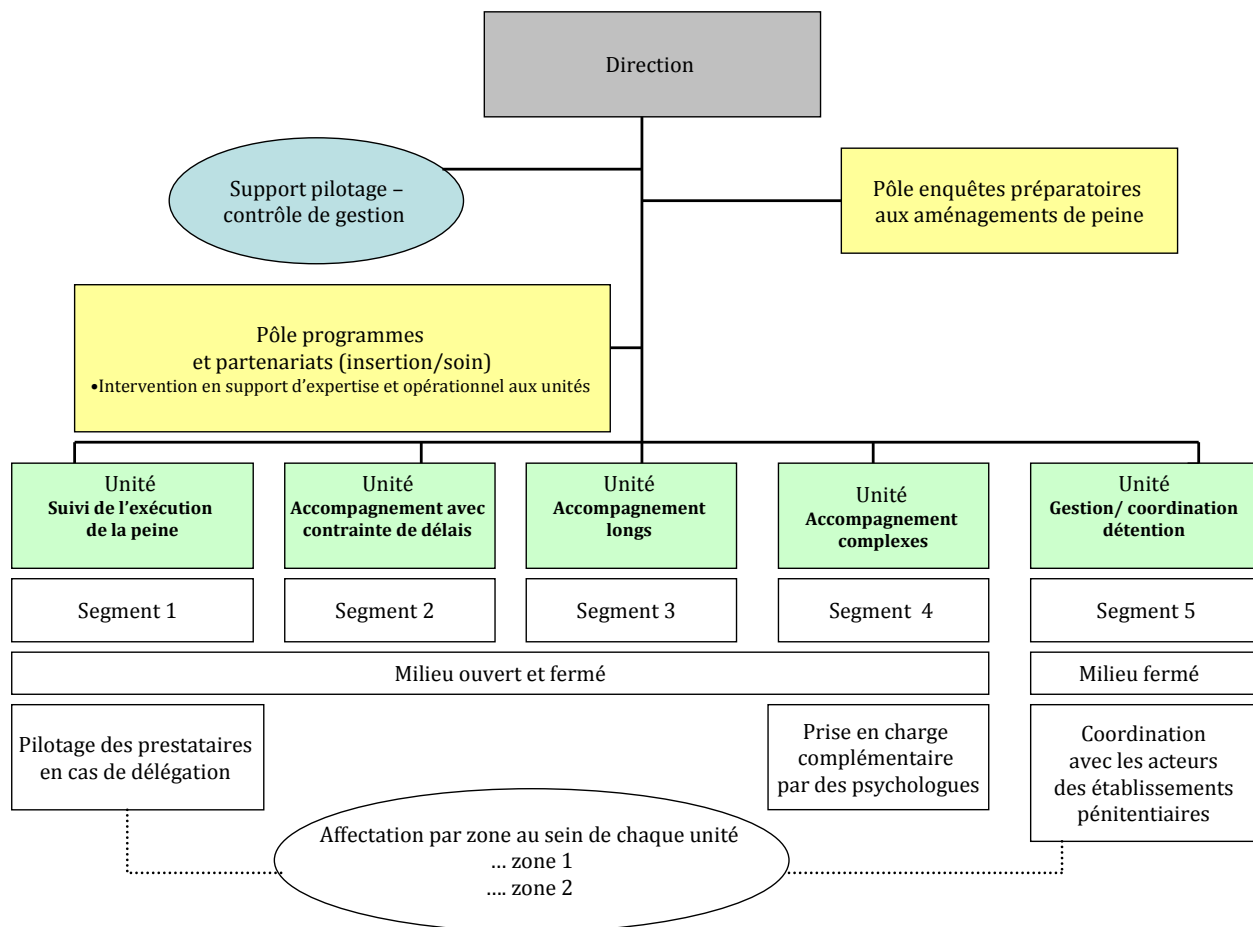 Direction
Support pilotage –
contrôle de gestion
Pôle enquêtes préparatoires
aux aménagements de peine
Pôle programmes
et partenariats (insertion/soin)
•Intervention en support d’expertise et opérationnel aux unités
Unité
Suivi de l’exécution
de la peine
Unité
Accompagnement avec
contrainte de délais
Unité
Accompagnement
longs
Unité
Accompagnement
complexes
Unité
Gestion/ coordination
détention
Segment 1
Segment 2
Segment 3
Segment 4
Segment 5
Milieu ouvert et fermé
Milieu fermé
Pilotage des prestataires
en cas de délégation
Prise en charge
complémentaire
par des psychologues
Coordination
avec les acteurs
des établissements
pénitentiaires
Affectation par zone au sein de chaque unité
... zone 1
.... zone 2